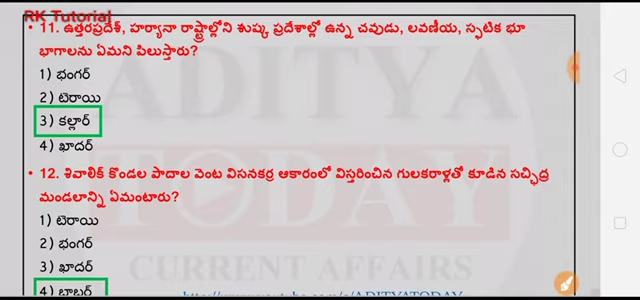 RK Tutorial
• 11. ఉత్తరప్రదేశ్, హర్యానా రాష్ట్రాల్లోని శుష్క ప్రదేశాల్లో ఉన్న చవుడు, లవణీయ, స్ఫటిక భూ
భాగాలను ఏమని పిలుస్తారు?
1) భంగర్
2) టెరాయి
3) కల్లార్
4) ఖాదర్
• 12. శివాలిక్ కొండల పాదాల వెంట విసనకర్ర ఆకారంలో విస్తరించిన గులకరాళ్లతో కూడిన సచ్ఛిద్ర
మండలాన్ని ఏమంటారు?
1) టెరాయి
2) భంగర్
3) ఖాదర్
4) బాబర్
ADITYA
TODAY
CURRENT AFFAIRS